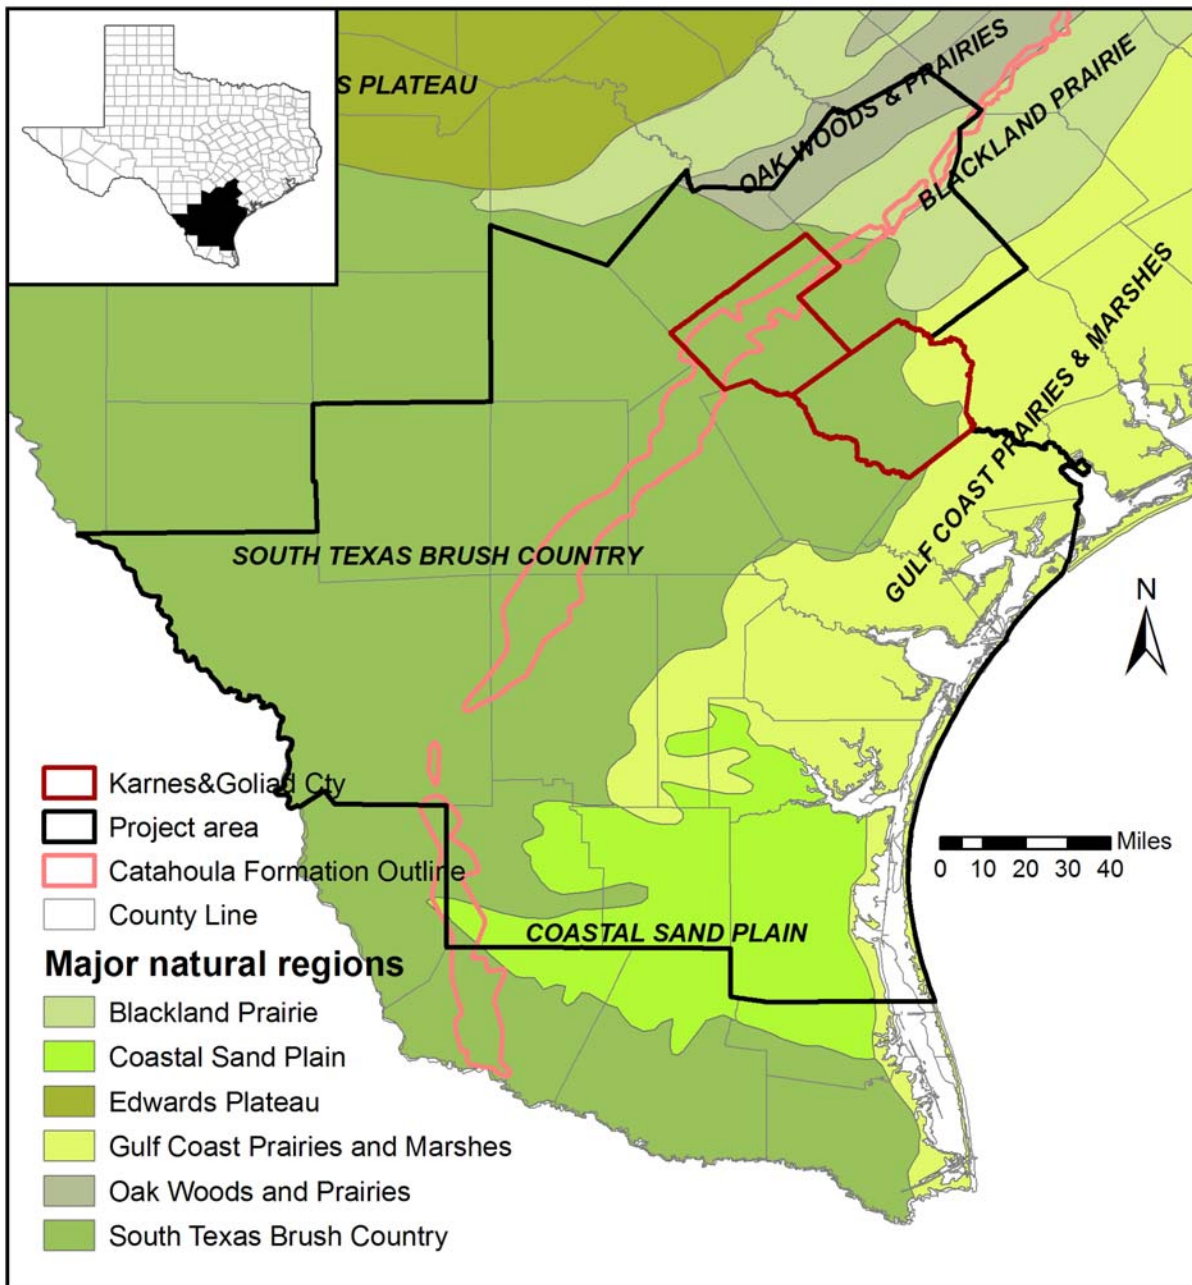 S PLATEAU
OAK WOODS & PRAIRIES
BLACKLAND PRAIRIE
GULF COAST PRAIRIES & MARSHES
SOUTH TEXAS BRUSH COUNTRY
COASTAL SAND PLAIN
N
Miles
0 10 20 30 40
Karnes&Goliad Cty
Project area
Catahoula Formation Outline
County Line
Major natural regions
Blackland Prairie
Coastal Sand Plain
Edwards Plateau
Gulf Coast Prairies and Marshes
Oak Woods and Prairies
South Texas Brush Country